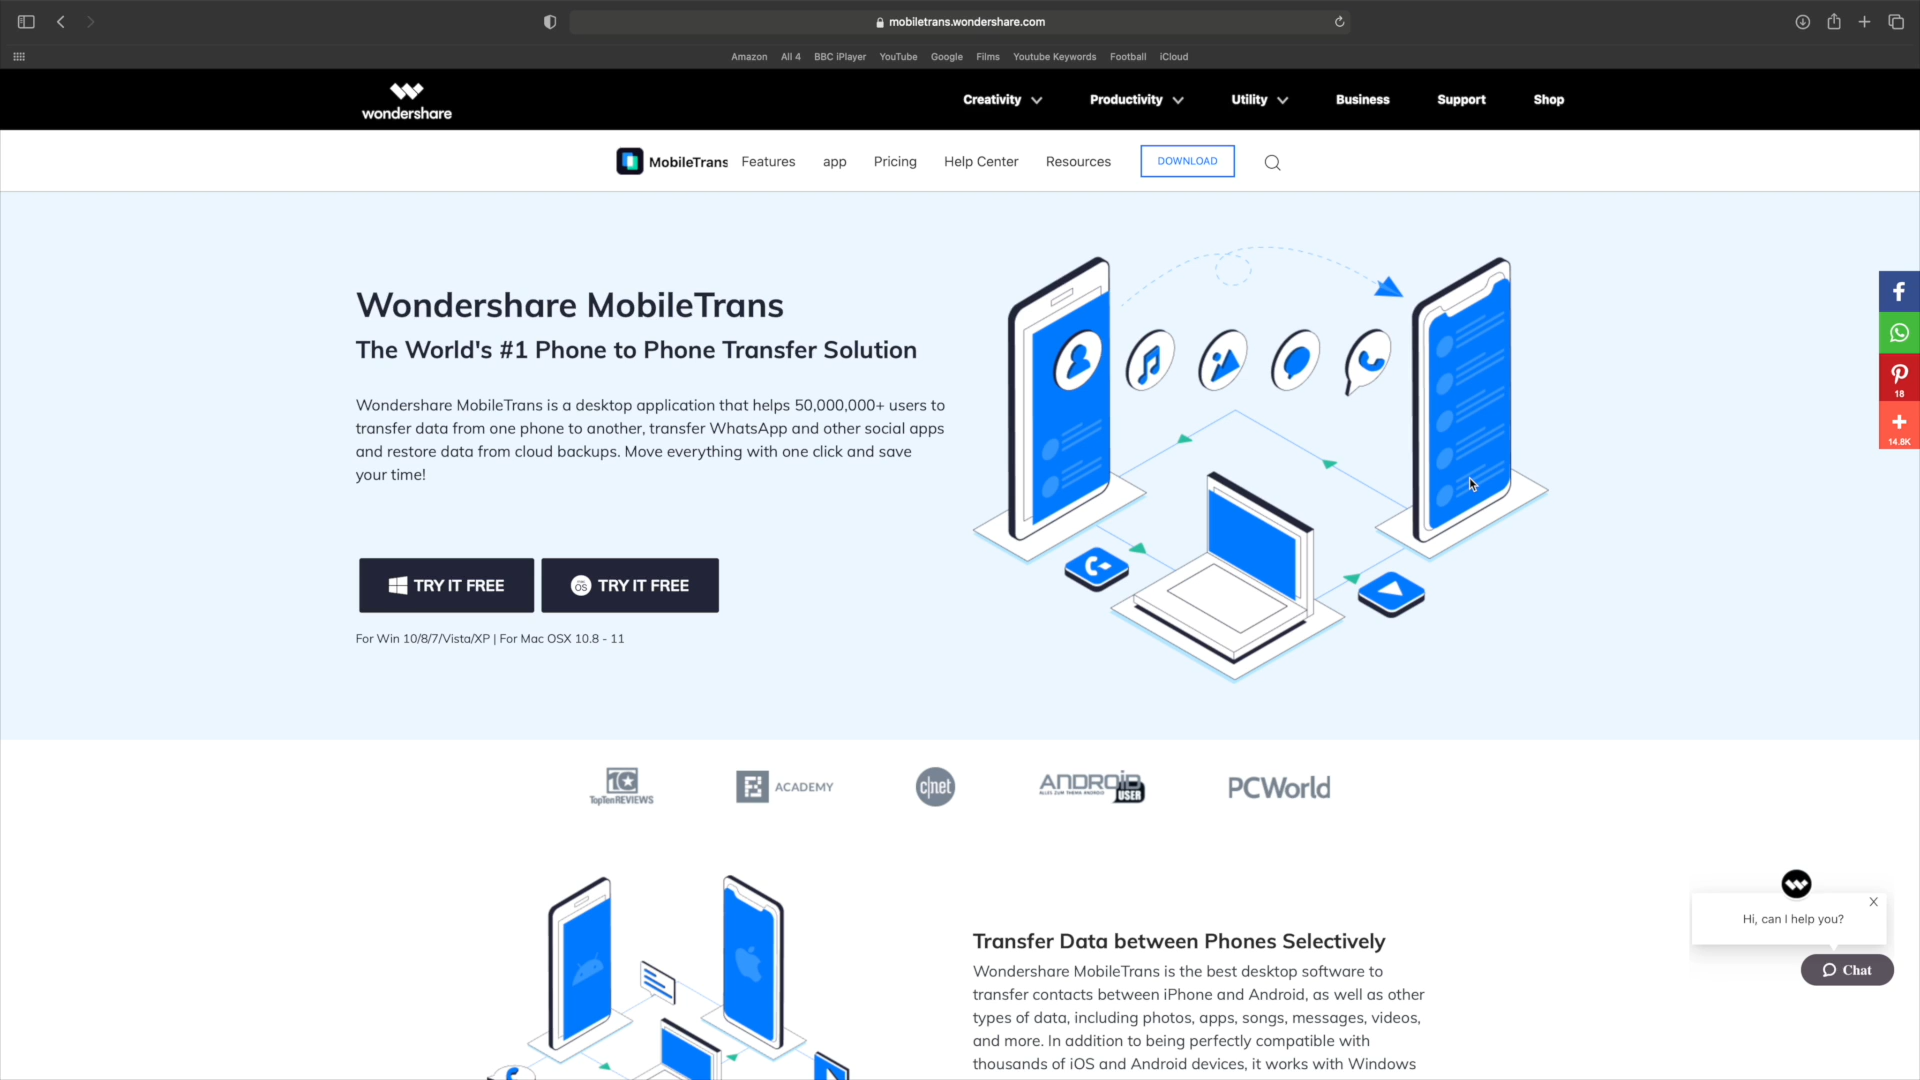 mobiletrans.wondershare.com
Amazon All 4 BBC iPlayer YouTube Google Films Youtube Keywords Football iCloud
wondershare
Creativity Productivity Utility Business Support Shop
MobileTrans Features app Pricing Help Center Resources DOWNLOAD
Wondershare MobileTrans
The World's #1 Phone to Phone Transfer Solution
Wondershare MobileTrans is a desktop application that helps 50,000,000+ users to
transfer data from one phone to another, transfer WhatsApp and other social apps
and restore data from cloud backups. Move everything with one click and save
your time!
18
14.8K
TRY IT FREE
macOS TRY IT FREE
For Win 10/8/7/Vista/XP | For Mac OSX 10.8 - 11
10 TopTenREVIEWS
ACADEMY
c|net
ANDROID USER
ALLES ZUM THEMA ANDROID
PCWorld
Hi, can I help you?
X
Chat
Transfer Data between Phones Selectively
Wondershare MobileTrans is the best desktop software to
transfer contacts between iPhone and Android, as well as other
types of data, including photos, apps, songs, messages, videos,
and more. In addition to being perfectly compatible with
thousands of iOS and Android devices, it works with Windows